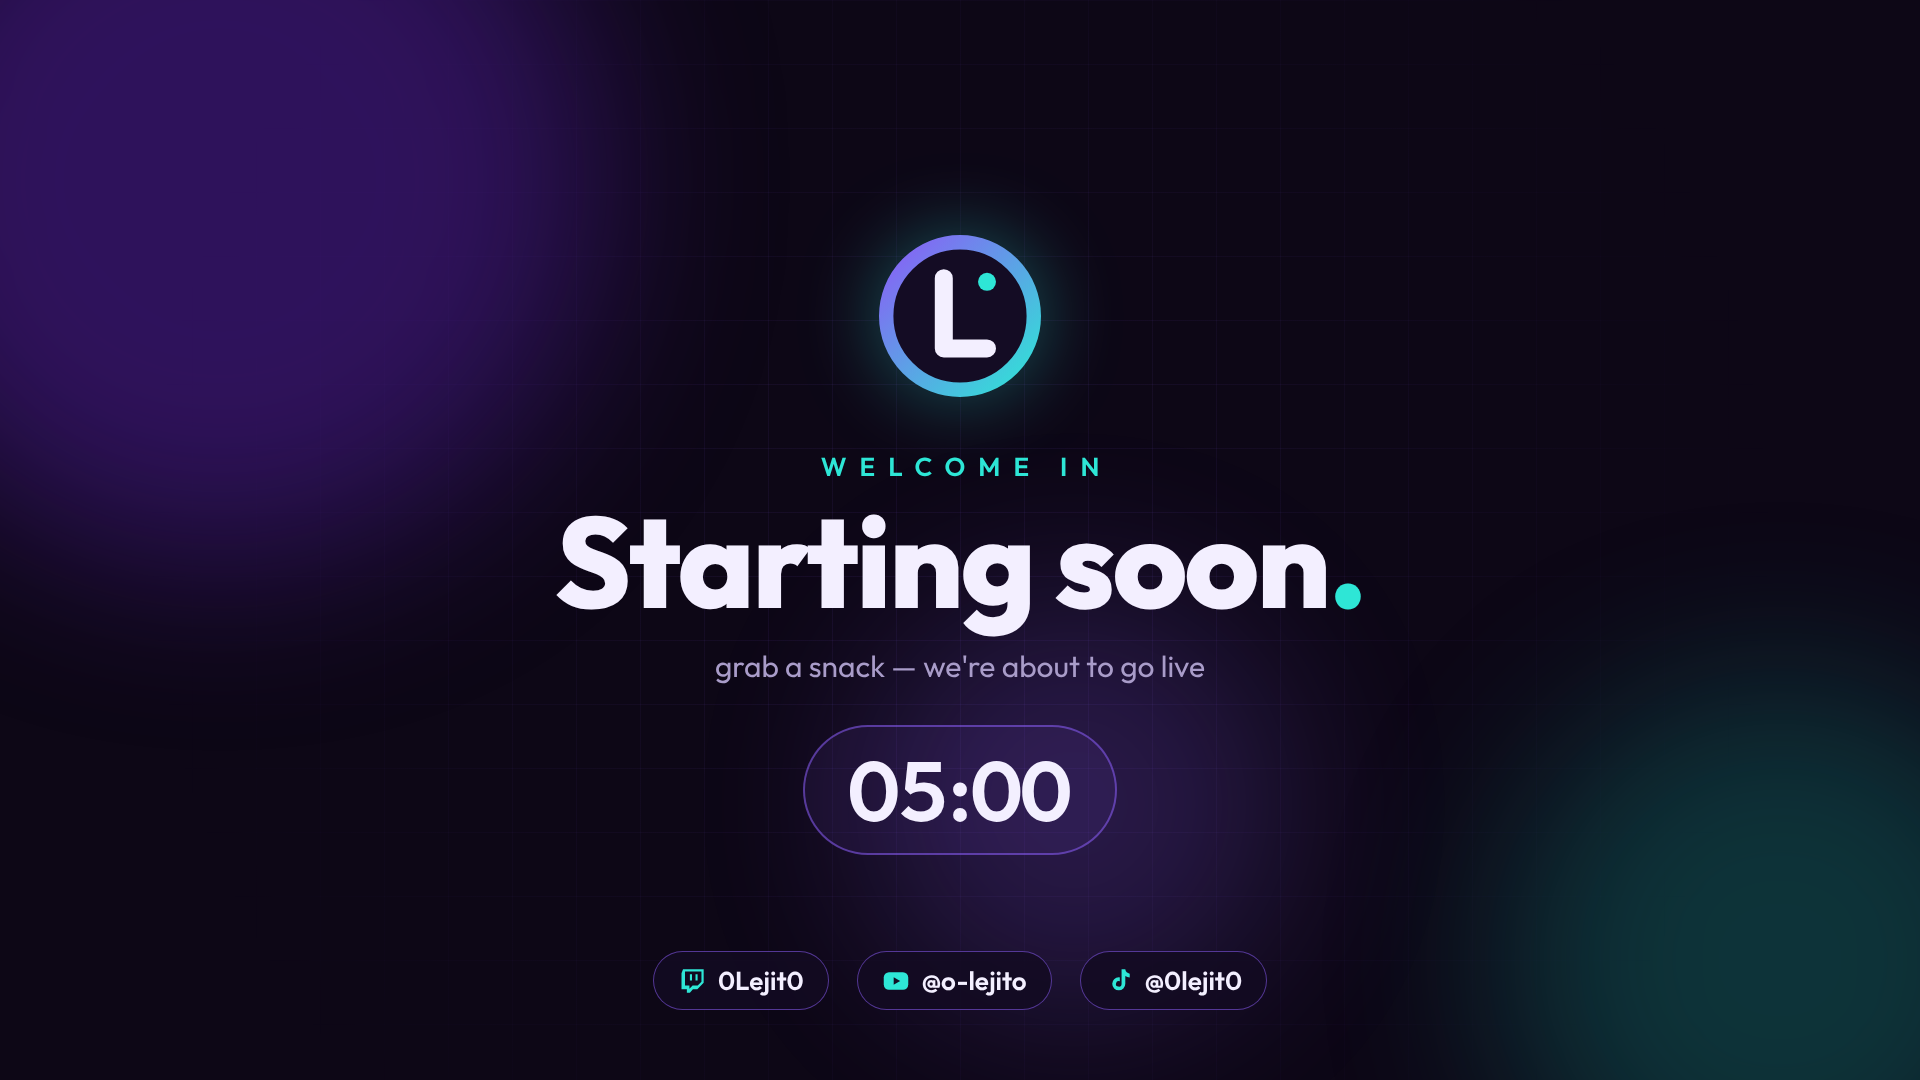 L
WELCOME IN
Starting soon.
grab a snack — we're about to go live
05:00
0Lejit0
@o-lejito
@0lejit0